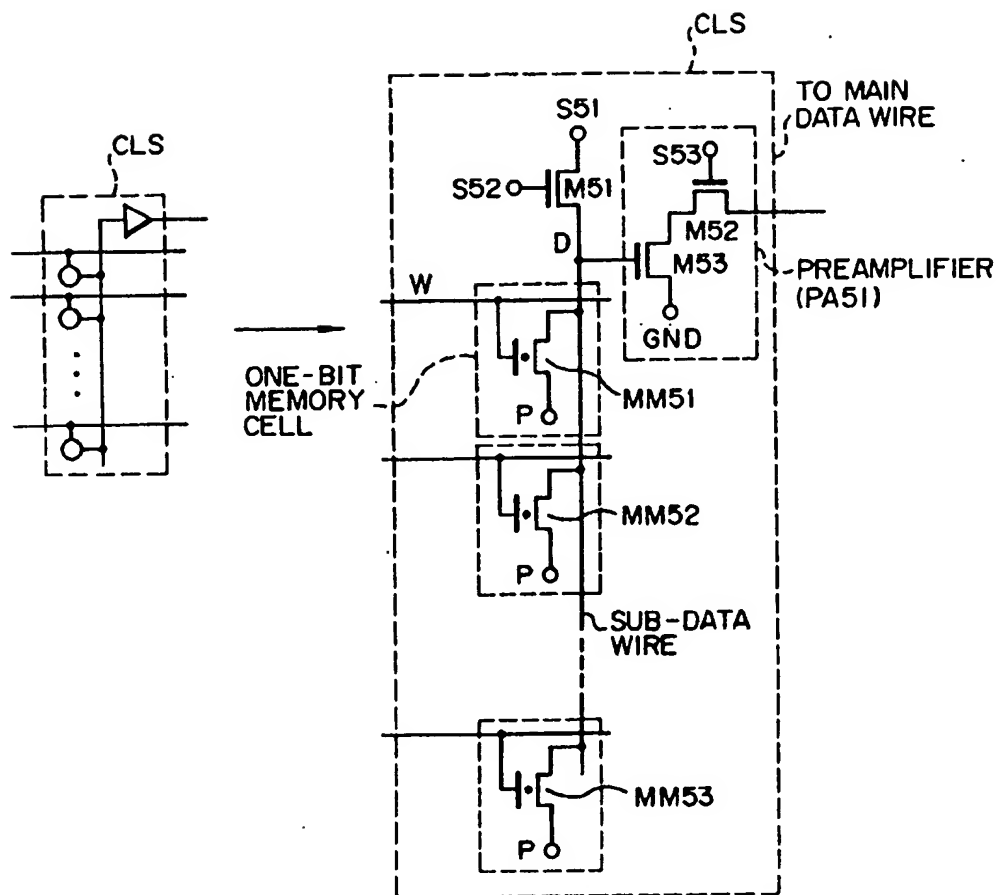 CLS
CLS
S51
S52
M51
S53
TO MAIN
DATA WIRE
D
M52
M53
GND
PREAMPLIFIER
(PA51)
W
ONE-BIT
MEMORY
CELL
MM51
P
MM52
P
SUB-DATA
WIRE
MM53
P